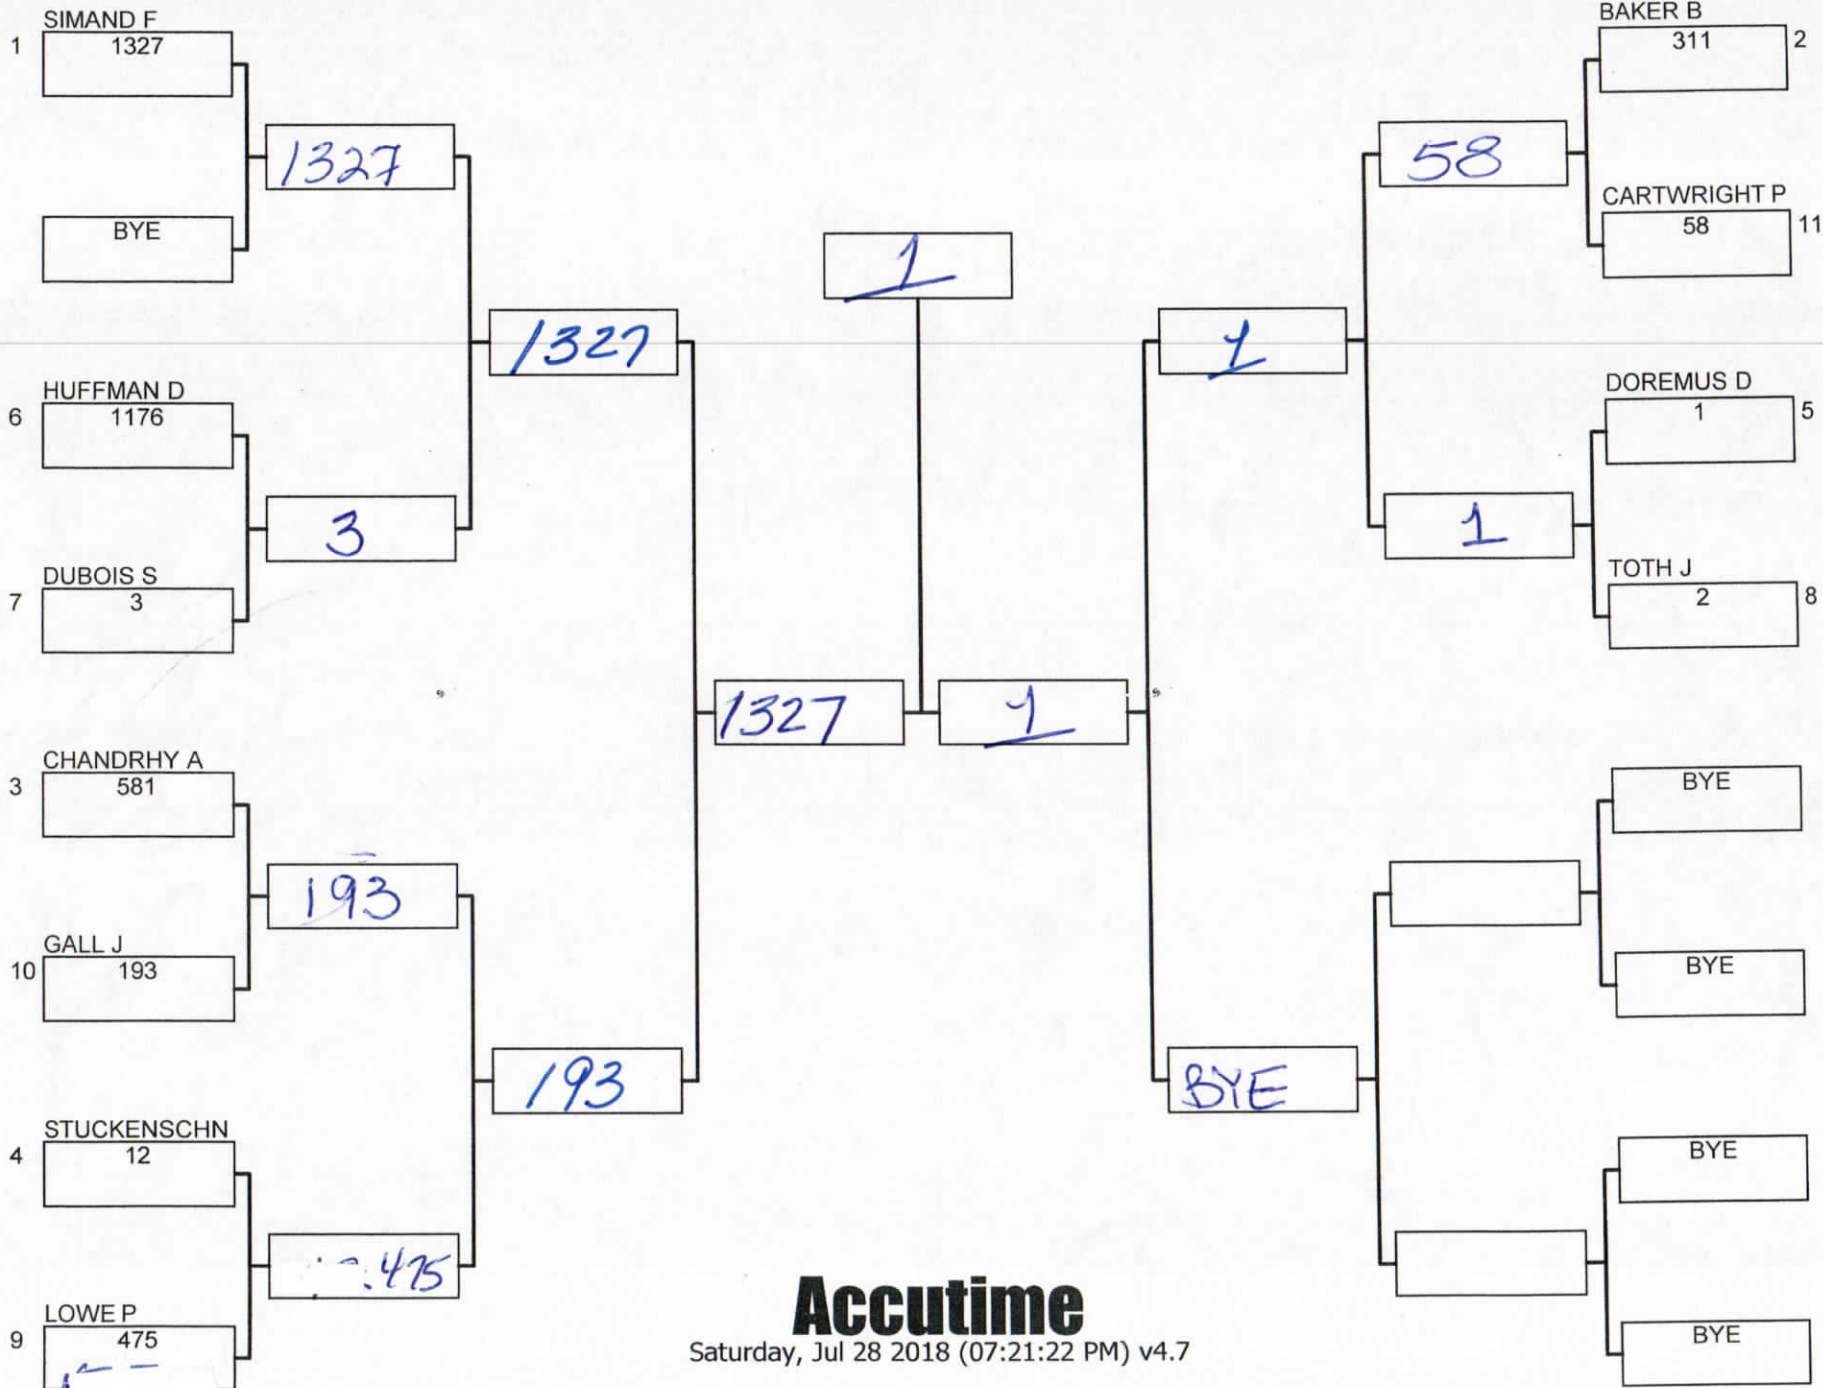 SIMAND F
1 1327
1327
BYE
1327
HUFFMAN D
6 1176
3
DUBOIS S
7 3
1327
CHANDRHY A
3 581
193
GALL J
10 193
193
STUCKENSCHN
4 12
475
LOWE P
9 475
1
1
BAKER B
311 2
58
CARTWRIGHT P
58 11
1
DOREMUS D
1 5
1
TOTH J
2 8
BYE
BYE
BYE
BYE
BYE
Accutime
Saturday, Jul 28 2018 (07:21:22 PM) v4.7